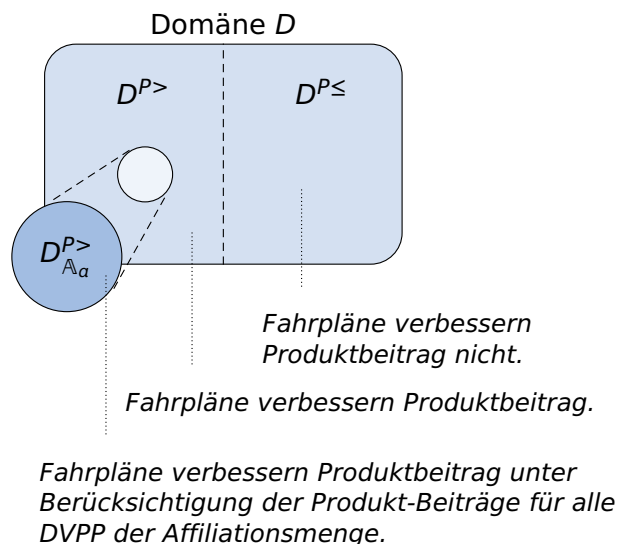 Domäne D
D^{P>}
D^{P≤}
D^{P>}_{𝔸_a}
Fahrpläne verbessern
Produktbeitrag nicht.
Fahrpläne verbessern Produktbeitrag.
Fahrpläne verbessern Produktbeitrag unter
Berücksichtigung der Produkt-Beiträge für alle
DVPP der Affiliationsmenge.